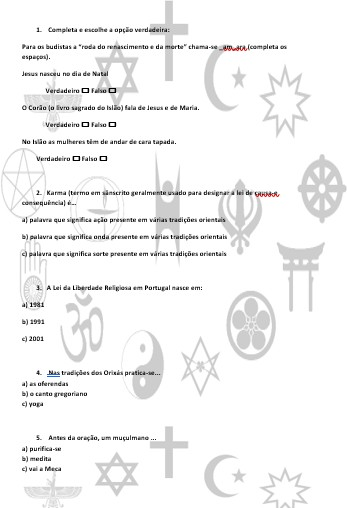 1. Completa e escolhe a opção verdadeira:
Para os budistas a "roda do renascimento e da morte" chama-se _am_ara (completa os
espaços).
Jesus nasceu no dia de Natal
Verdadeiro Falso
O Corão (o livro sagrado do Islão) fala de Jesus e de Maria.
Verdadeiro Falso
No Islão as mulheres têm de andar de cara tapada.
Verdadeiro Falso
2. Karma (termo em sânscrito geralmente usado para designar a lei de causa e
consequência) é...
a) palavra que significa ação presente em várias tradições orientais
b) palavra que significa onda presente em várias tradições orientais
c) palavra que significa sorte presente em várias tradições orientais
3. A Lei da Liberdade Religiosa em Portugal nasce em:
a) 1981
b) 1991
c) 2001
4. Nas tradições dos Orixás pratica-se...
a) as oferendas
b) o canto gregoriano
c) yoga
5. Antes da oração, um muçulmano ...
a) purifica-se
b) medita
c) vai a Meca